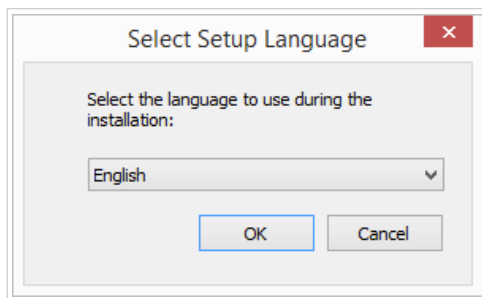 Select Setup Language
Select the language to use during the
installation:
English
OK
Cancel